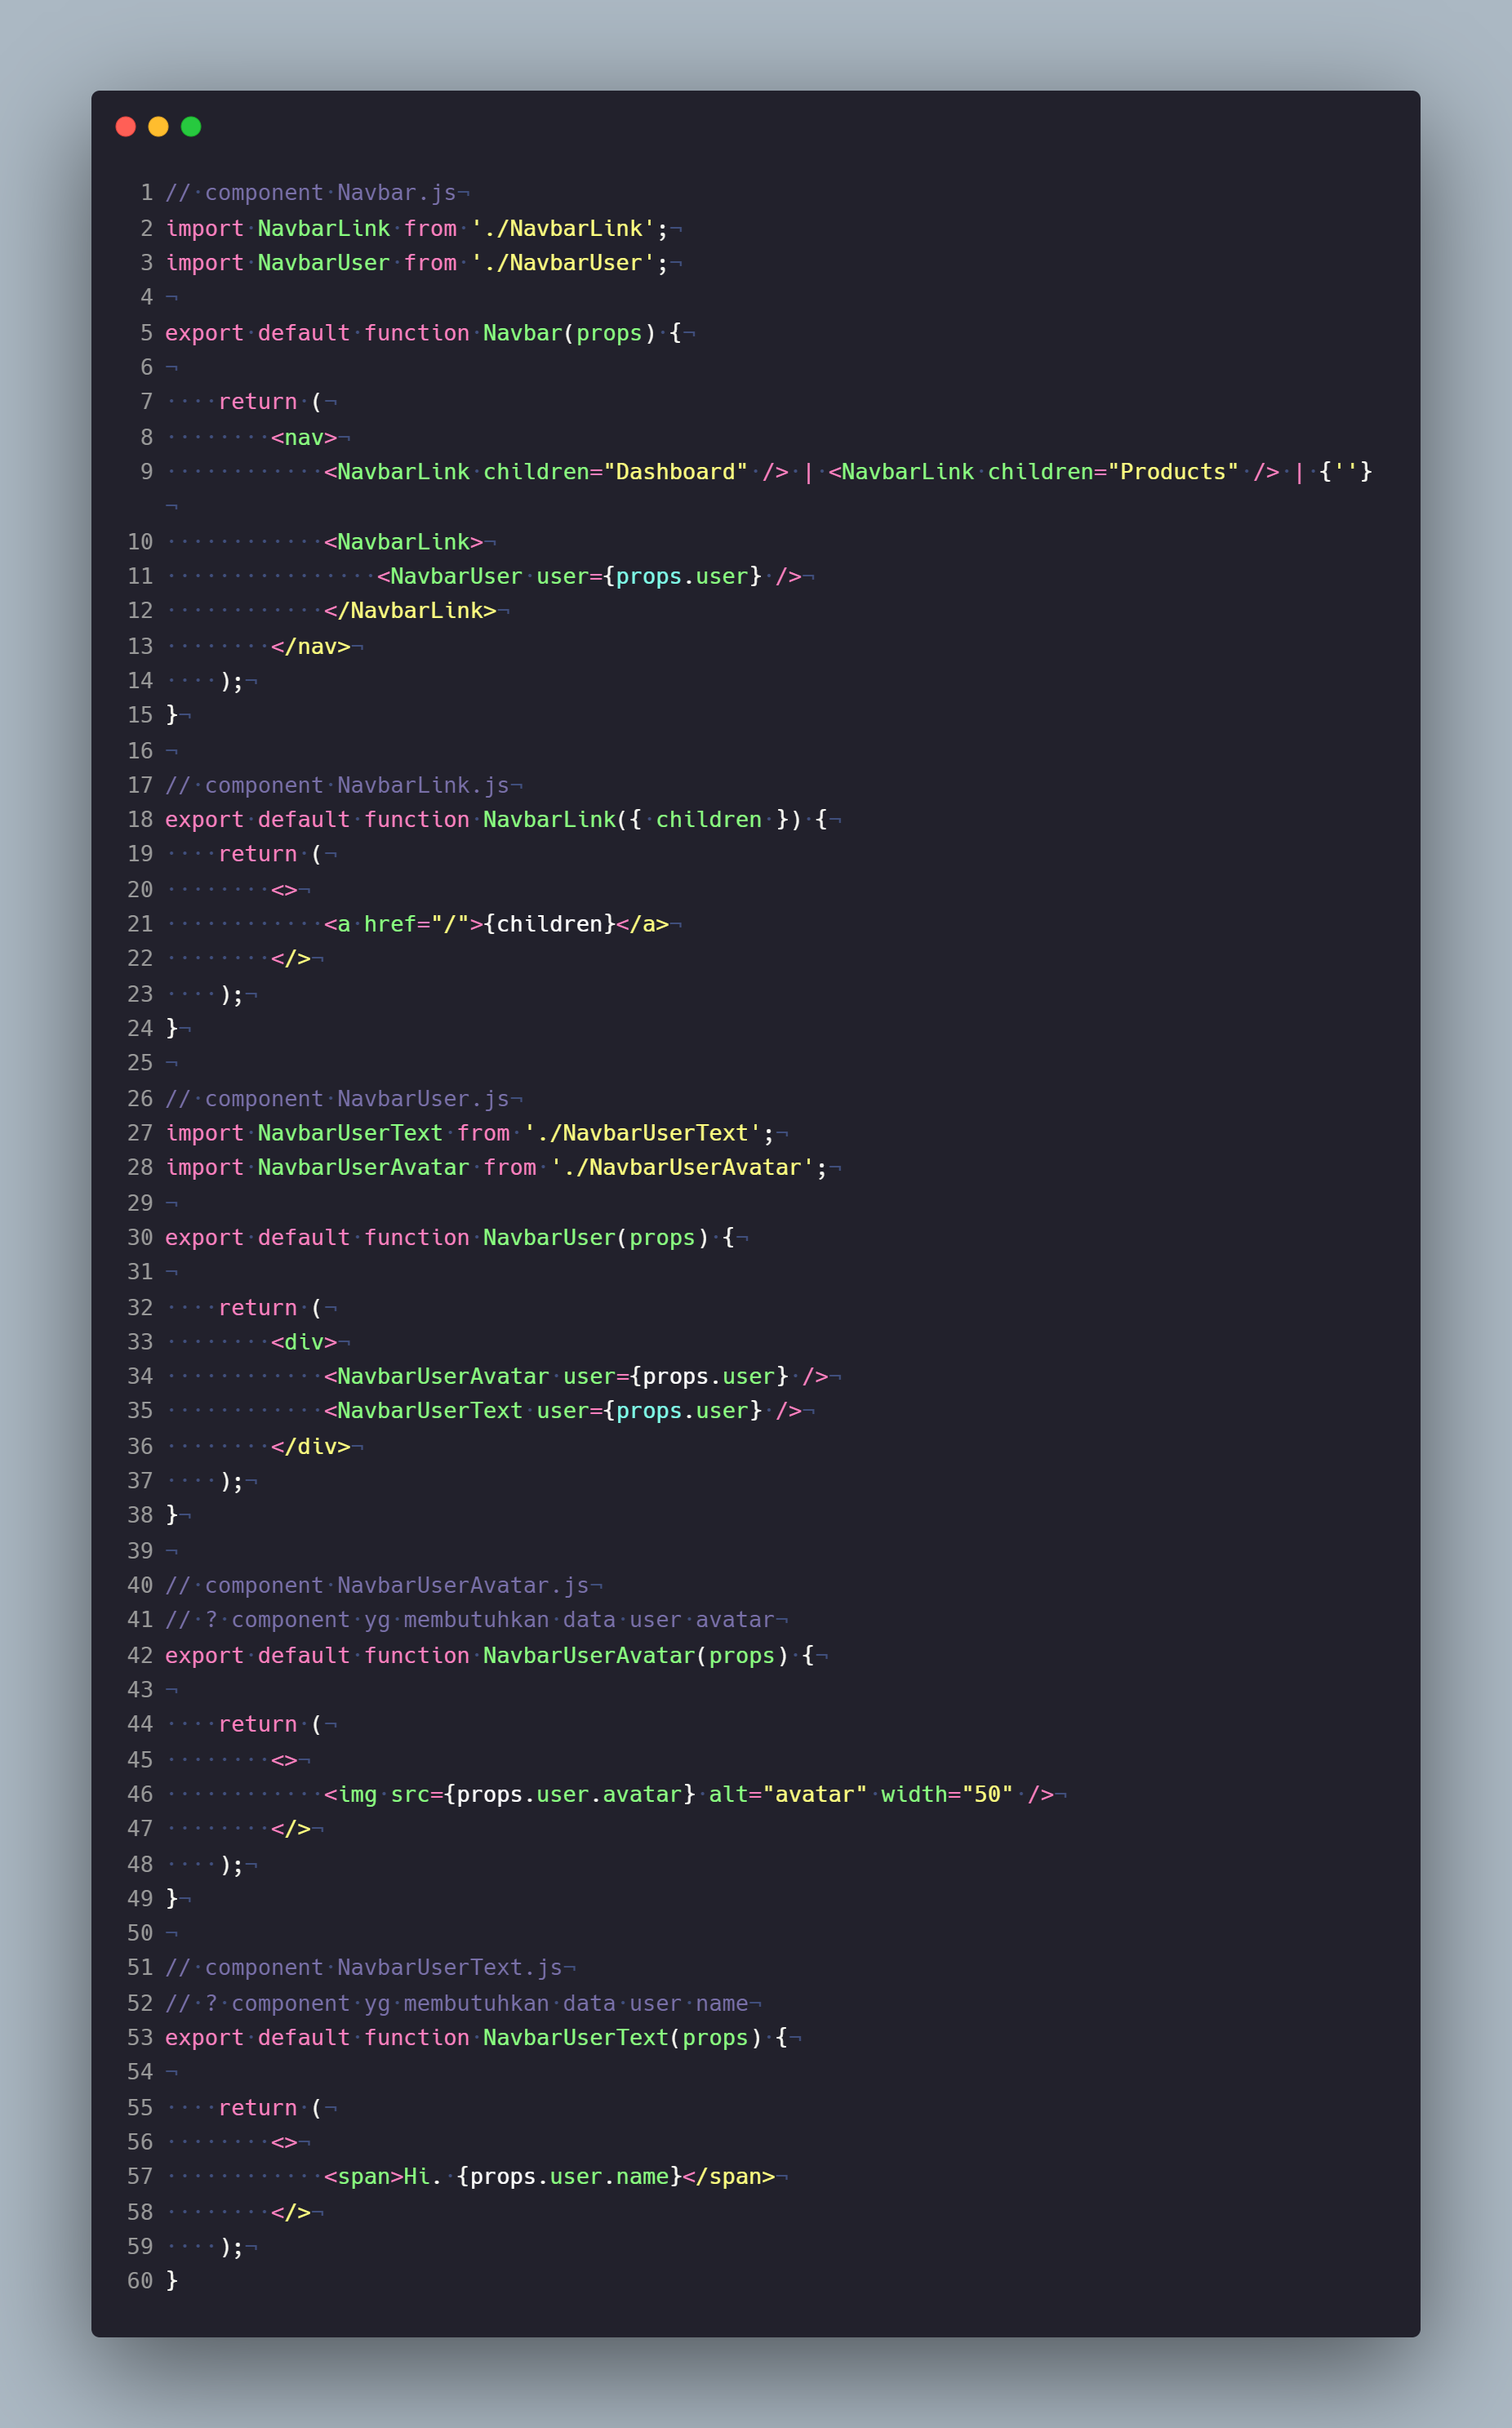 1 // component Navbar.js¬
2 import NavbarLink from './NavbarLink';¬
3 import NavbarUser from './NavbarUser';¬
4 ¬
5 export default function Navbar(props) {¬
6 ¬
7 ····return (¬
8 ········<nav>¬
9 ············<NavbarLink children="Dashboard" /> | <NavbarLink children="Products" /> | {''}
¬
10 ············<NavbarLink>¬
11 ················<NavbarUser user={props.user} />¬
12 ············</NavbarLink>¬
13 ········</nav>¬
14 ····);¬
15 }¬
16 ¬
17 // component NavbarLink.js¬
18 export default function NavbarLink({ children }) {¬
19 ····return (¬
20 ········<>¬
21 ············<a href="/">{children}</a>¬
22 ········</>¬
23 ····);¬
24 }¬
25 ¬
26 // component NavbarUser.js¬
27 import NavbarUserText from './NavbarUserText';¬
28 import NavbarUserAvatar from './NavbarUserAvatar';¬
29 ¬
30 export default function NavbarUser(props) {¬
31 ¬
32 ····return (¬
33 ········<div>¬
34 ············<NavbarUserAvatar user={props.user} />¬
35 ············<NavbarUserText user={props.user} />¬
36 ········</div>¬
37 ····);¬
38 }¬
39 ¬
40 // component NavbarUserAvatar.js¬
41 // ? component yg membutuhkan data user avatar¬
42 export default function NavbarUserAvatar(props) {¬
43 ¬
44 ····return (¬
45 ········<>¬
46 ············<img src={props.user.avatar} alt="avatar" width="50" />¬
47 ········</>¬
48 ····);¬
49 }¬
50 ¬
51 // component NavbarUserText.js¬
52 // ? component yg membutuhkan data user name¬
53 export default function NavbarUserText(props) {¬
54 ¬
55 ····return (¬
56 ········<>¬
57 ············<span>Hi. {props.user.name}</span>¬
58 ········</>¬
59 ····);¬
60 }